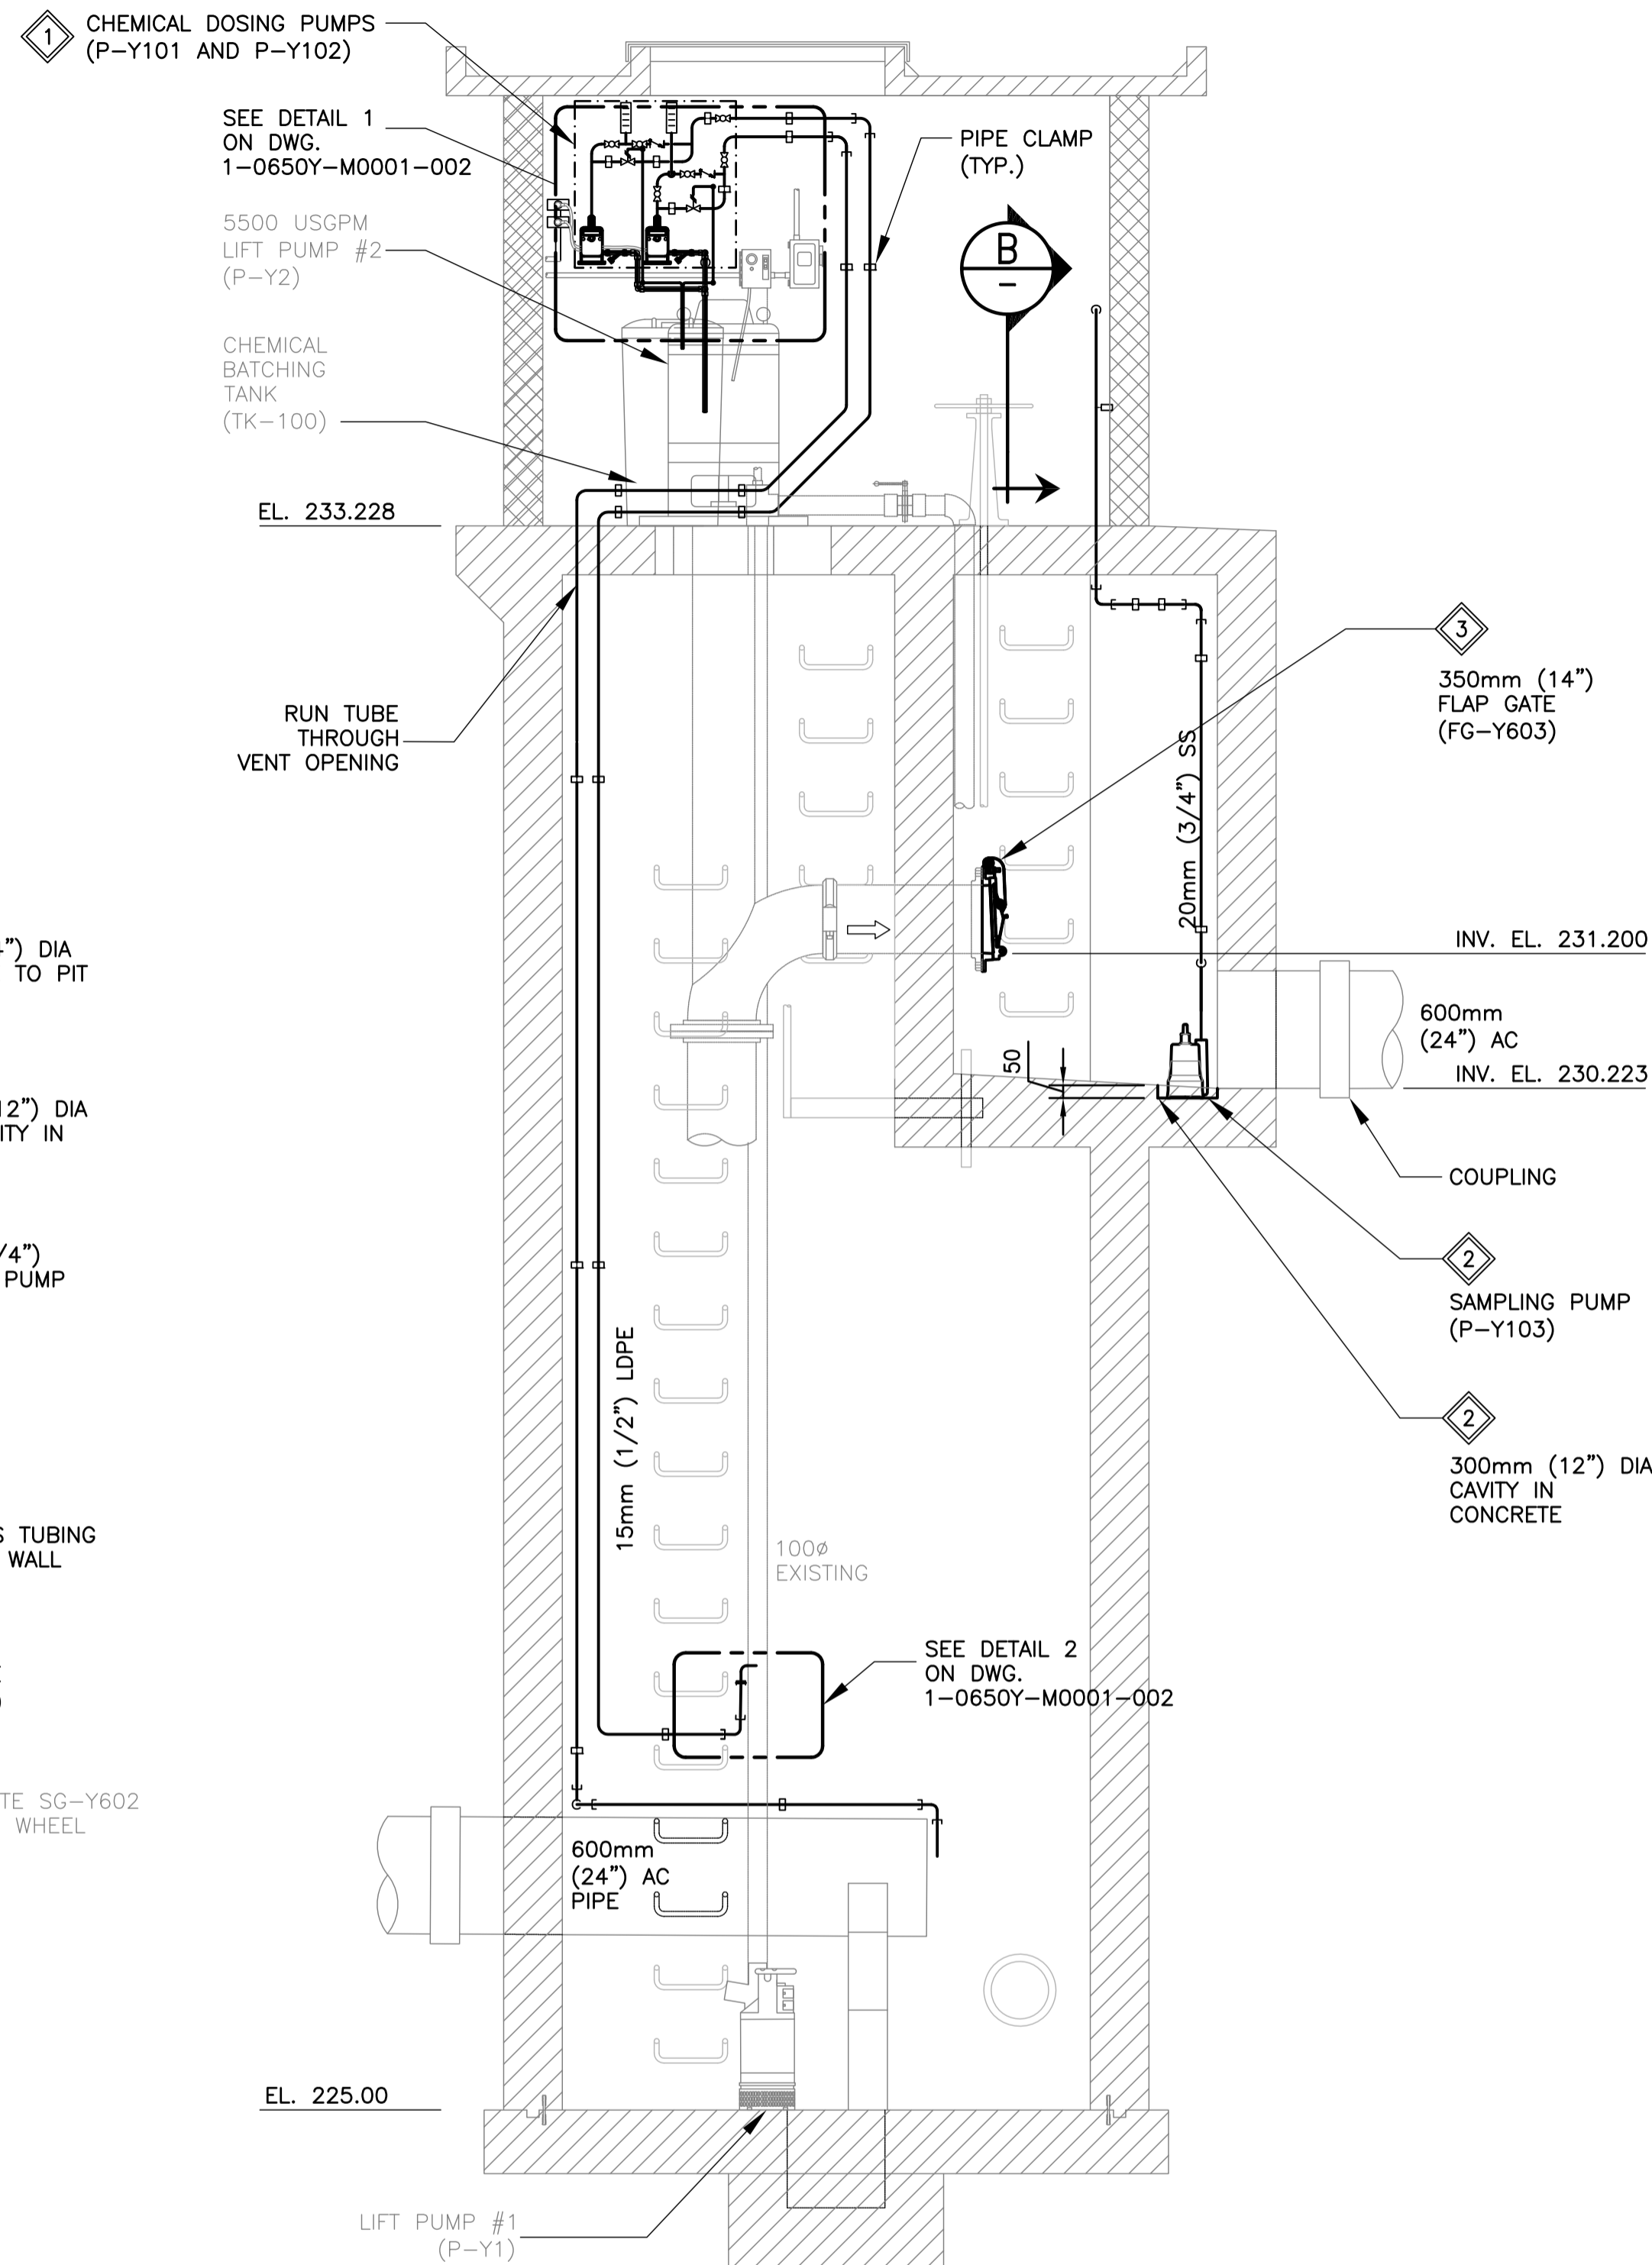 1
CHEMICAL DOSING PUMPS
(P-Y101 AND P-Y102)
SEE DETAIL 1
ON DWG.
1-0650Y-M0001-002
5500 USGPM
LIFT PUMP #2
(P-Y2)
CHEMICAL
BATCHING
TANK
(TK-100)
EL. 233.228
PIPE CLAMP
(TYP.)
B
-
RUN TUBE
THROUGH
VENT OPENING
3
350mm (14")
FLAP GATE
(FG-Y603)
20mm (3/4") SS
INV. EL. 231.200
600mm
(24") AC
INV. EL. 230.223
50
COUPLING
2
SAMPLING PUMP
(P-Y103)
2
300mm (12") DIA
CAVITY IN
CONCRETE
") DIA
TO PIT
12") DIA
ITY IN
/4")
PUMP
TUBING
WALL
TE SG-Y602
WHEEL
15mm (1/2") LDPE
100ø
EXISTING
SEE DETAIL 2
ON DWG.
1-0650Y-M0001-002
600mm
(24") AC
PIPE
EL. 225.00
LIFT PUMP #1
(P-Y1)